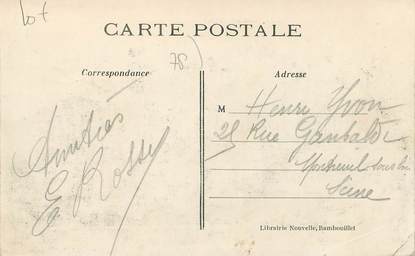 lot
CARTE POSTALE
78
Correspondance
Adresse
Amitiés
E Rossy
M Henri Yvon
25 Rue Garibaldi
Montreuil sous bois
Seine
Librairie Nouvelle, Rambouillet